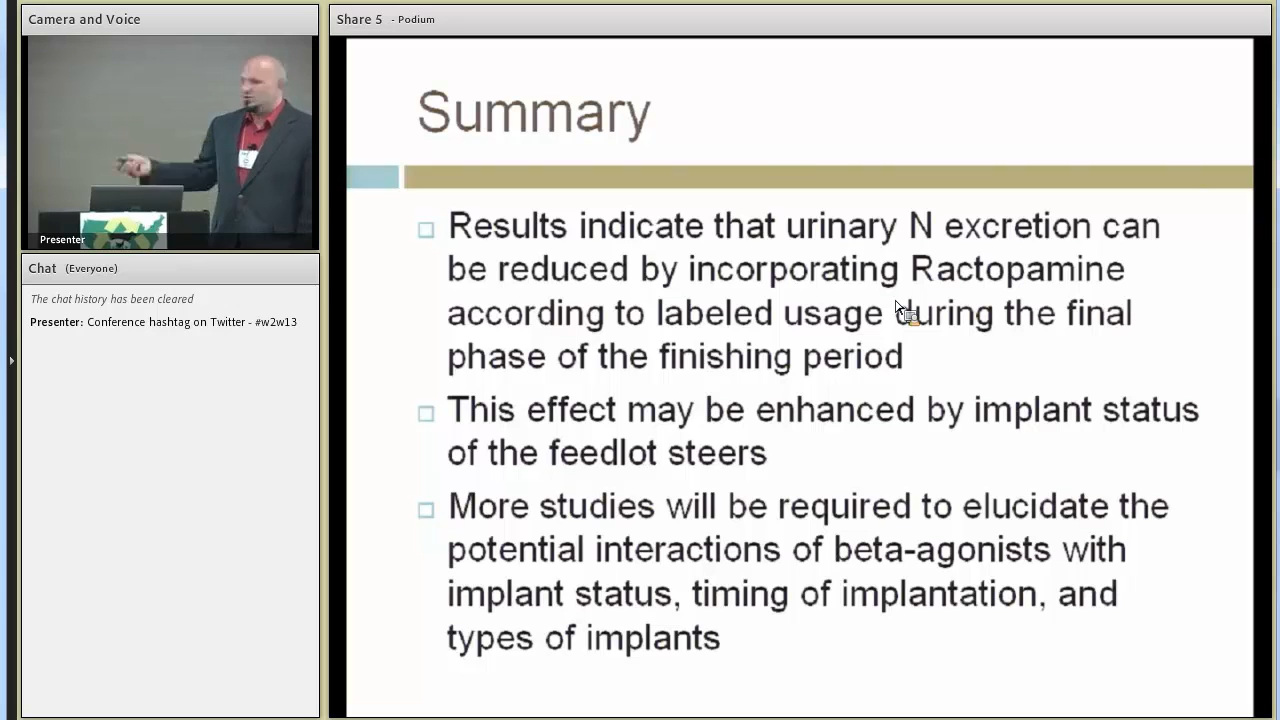 Camera and Voice
Presenter
Chat (Everyone)
The chat history has been cleared
Presenter: Conference hashtag on Twitter - #w2w13
Share 5 - Podium
Summary
Results indicate that urinary N excretion can
be reduced by incorporating Ractopamine
according to labeled usage during the final
phase of the finishing period
This effect may be enhanced by implant status
of the feedlot steers
More studies will be required to elucidate the
potential interactions of beta-agonists with
implant status, timing of implantation, and
types of implants